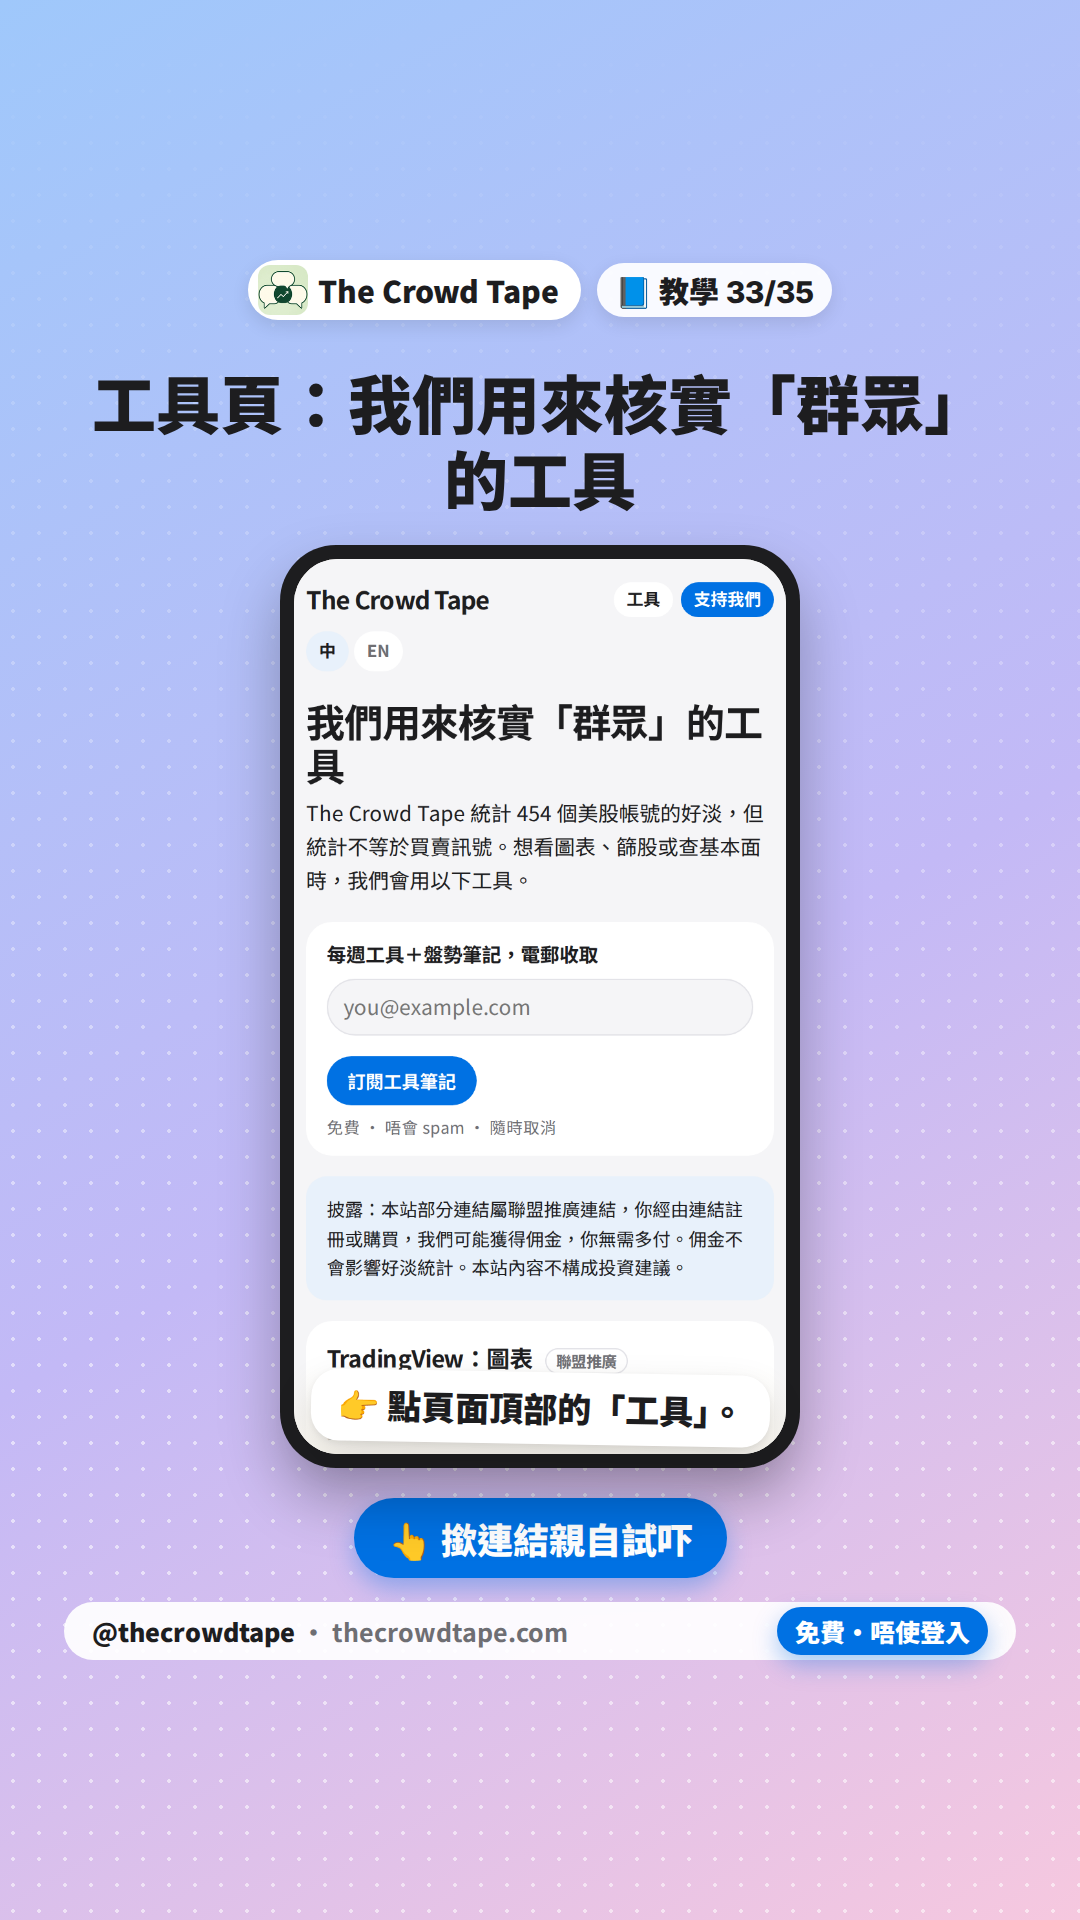 The Crowd Tape
📘 教學 33/35
工具頁：我們用來核實「群眾」
的工具
The Crowd Tape
工具
支持我們
中
EN
我們用來核實「群眾」的工
具
The Crowd Tape 統計 454 個美股帳號的好淡，但
統計不等於買賣訊號。想看圖表、篩股或查基本面
時，我們會用以下工具。
每週工具＋盤勢筆記，電郵收取
you@example.com
訂閱工具筆記
免費 · 唔會 spam · 隨時取消
披露：本站部分連結屬聯盟推廣連結，你經由連結註
冊或購買，我們可能獲得佣金，你無需多付。佣金不
會影響好淡統計。本站內容不構成投資建議。
TradingView：圖表
聯盟推廣
👉 點頁面頂部的「工具」。
👆 撳連結親自試吓
@thecrowdtape · thecrowdtape.com
免費·唔使登入